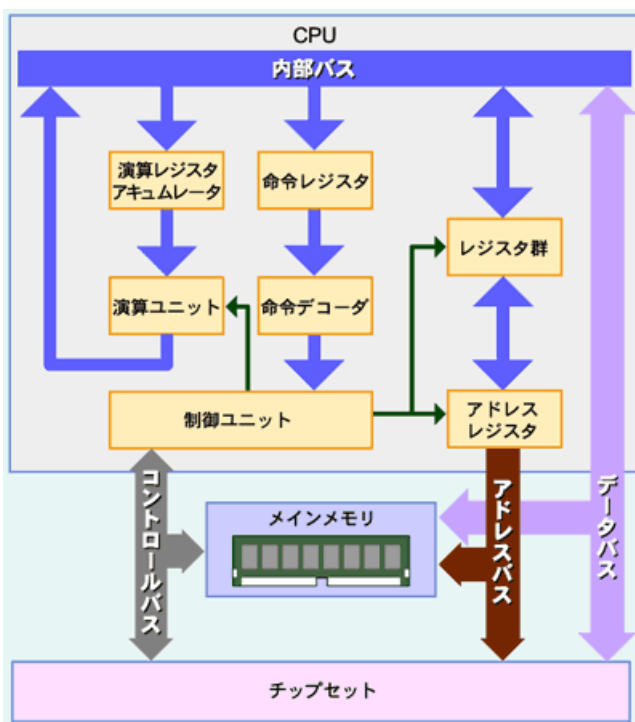 CPU
内部バス
演算レジスタ
アキュムレータ
命令レジスタ
レジスタ群
演算ユニット
命令デコーダ
制御ユニット
アドレス
レジスタ
コントロールバス
メインメモリ
アドレスバス
データバス
チップセット